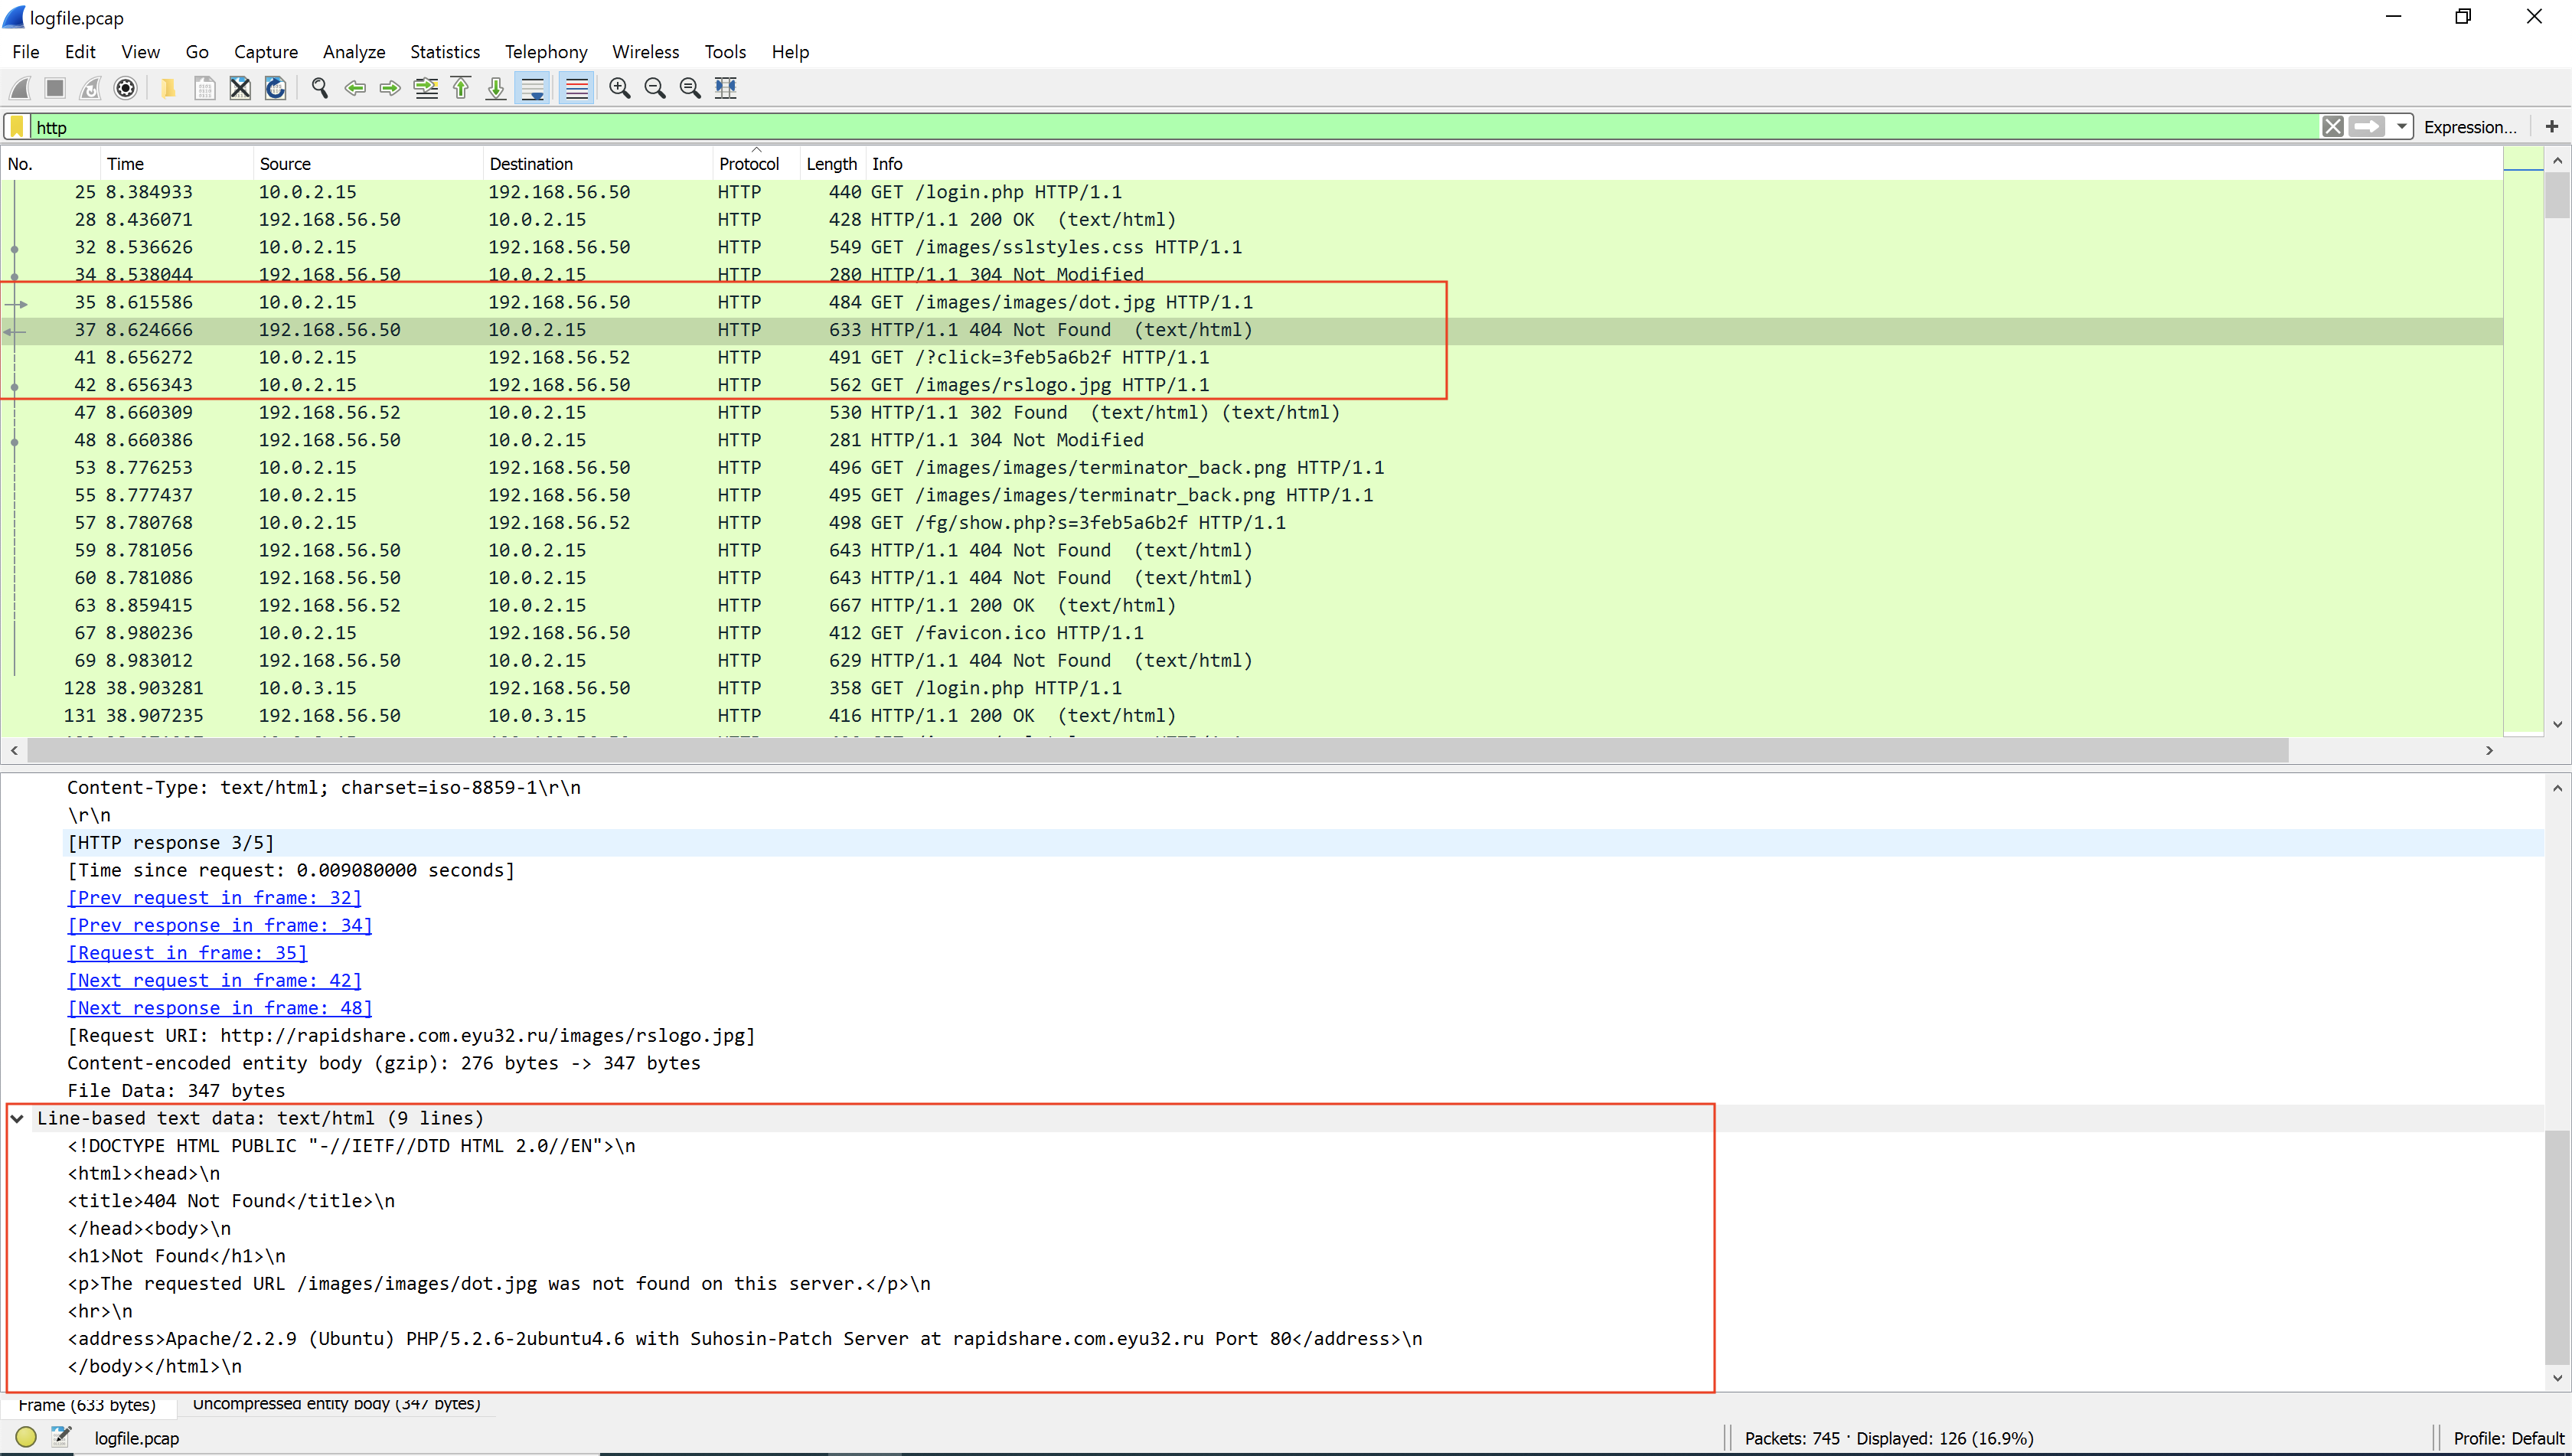 logfile.pcap
File Edit View Go Capture Analyze Statistics Telephony Wireless Tools Help
http Expression... +
No. Time Source Destination Protocol Length Info
25 8.384933 10.0.2.15 192.168.56.50 HTTP 440 GET /login.php HTTP/1.1
28 8.436071 192.168.56.50 10.0.2.15 HTTP 428 HTTP/1.1 200 OK (text/html)
32 8.536626 10.0.2.15 192.168.56.50 HTTP 549 GET /images/sslstyles.css HTTP/1.1
34 8.538044 192.168.56.50 10.0.2.15 HTTP 280 HTTP/1.1 304 Not Modified
35 8.615586 10.0.2.15 192.168.56.50 HTTP 484 GET /images/images/dot.jpg HTTP/1.1
37 8.624666 192.168.56.50 10.0.2.15 HTTP 633 HTTP/1.1 404 Not Found (text/html)
41 8.656272 10.0.2.15 192.168.56.52 HTTP 491 GET /?click=3feb5a6b2f HTTP/1.1
42 8.656343 10.0.2.15 192.168.56.50 HTTP 562 GET /images/rslogo.jpg HTTP/1.1
47 8.660309 192.168.56.52 10.0.2.15 HTTP 530 HTTP/1.1 302 Found (text/html) (text/html)
48 8.660386 192.168.56.50 10.0.2.15 HTTP 281 HTTP/1.1 304 Not Modified
53 8.776253 10.0.2.15 192.168.56.50 HTTP 496 GET /images/images/terminator_back.png HTTP/1.1
55 8.777437 10.0.2.15 192.168.56.50 HTTP 495 GET /images/images/terminatr_back.png HTTP/1.1
57 8.780768 10.0.2.15 192.168.56.52 HTTP 498 GET /fg/show.php?s=3feb5a6b2f HTTP/1.1
59 8.781056 192.168.56.50 10.0.2.15 HTTP 643 HTTP/1.1 404 Not Found (text/html)
60 8.781086 192.168.56.50 10.0.2.15 HTTP 643 HTTP/1.1 404 Not Found (text/html)
63 8.859415 192.168.56.52 10.0.2.15 HTTP 667 HTTP/1.1 200 OK (text/html)
67 8.980236 10.0.2.15 192.168.56.50 HTTP 412 GET /favicon.ico HTTP/1.1
69 8.983012 192.168.56.50 10.0.2.15 HTTP 629 HTTP/1.1 404 Not Found (text/html)
128 38.903281 10.0.3.15 192.168.56.50 HTTP 358 GET /login.php HTTP/1.1
131 38.907235 192.168.56.50 10.0.3.15 HTTP 416 HTTP/1.1 200 OK (text/html)
Content-Type: text/html; charset=iso-8859-1\r\n
\r\n
[HTTP response 3/5]
[Time since request: 0.009080000 seconds]
[Prev request in frame: 32]
[Prev response in frame: 34]
[Request in frame: 35]
[Next request in frame: 42]
[Next response in frame: 48]
[Request URI: http://rapidshare.com.eyu32.ru/images/rslogo.jpg]
Content-encoded entity body (gzip): 276 bytes -> 347 bytes
File Data: 347 bytes
Line-based text data: text/html (9 lines)
<!DOCTYPE HTML PUBLIC "-//IETF//DTD HTML 2.0//EN">\n
<html><head>\n
<title>404 Not Found</title>\n
</head><body>\n
<h1>Not Found</h1>\n
<p>The requested URL /images/images/dot.jpg was not found on this server.</p>\n
<hr>\n
<address>Apache/2.2.9 (Ubuntu) PHP/5.2.6-2ubuntu4.6 with Suhosin-Patch Server at rapidshare.com.eyu32.ru Port 80</address>\n
</body></html>\n
Frame (633 bytes) Uncompressed entity body (347 bytes)
logfile.pcap Packets: 745 · Displayed: 126 (16.9%) Profile: Default